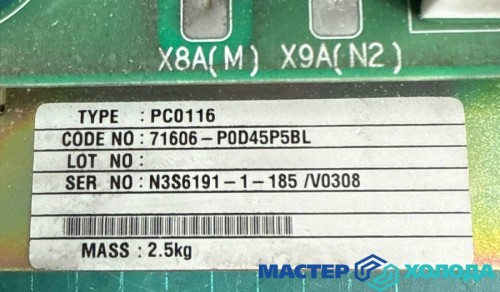 X8A(M) X9A(N2)
TYPE : PC0116
CODE NO : 71606-P0D45P5BL
LOT NO :
SER NO : N3S6191-1-185 /V0308
MASS : 2.5kg
МАСТЕР ХОЛОДА